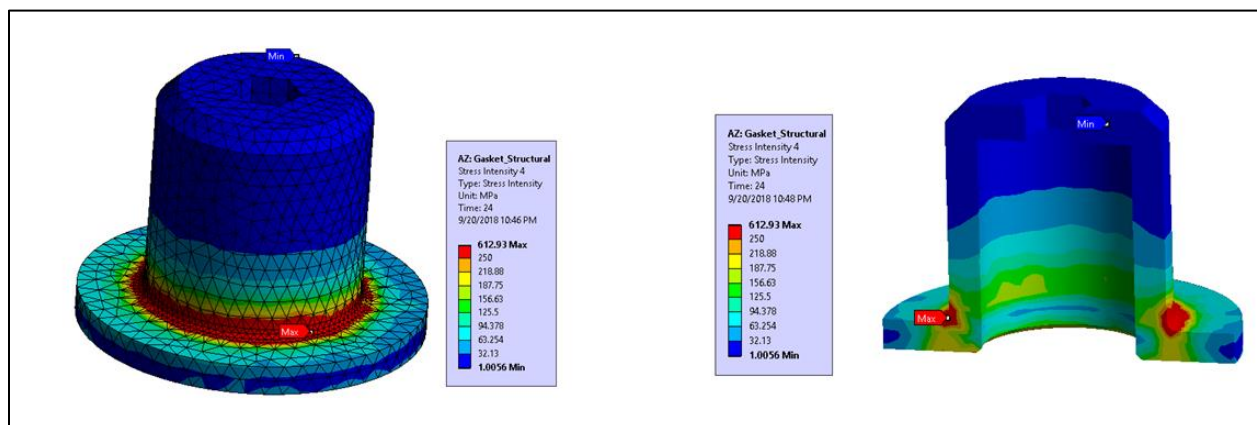 Min
Max
AZ: Gasket_Structural
Stress Intensity 4
Type: Stress Intensity
Unit: MPa
Time: 24
9/20/2018 10:46 PM
612.93 Max
250
218.88
187.75
156.63
125.5
94.378
63.254
32.13
1.0056 Min
AZ: Gasket_Structural
Stress Intensity 4
Type: Stress Intensity
Unit: MPa
Time: 24
9/20/2018 10:48 PM
612.93 Max
250
218.88
187.75
156.63
125.5
94.378
63.254
32.13
1.0056 Min
Min
Max